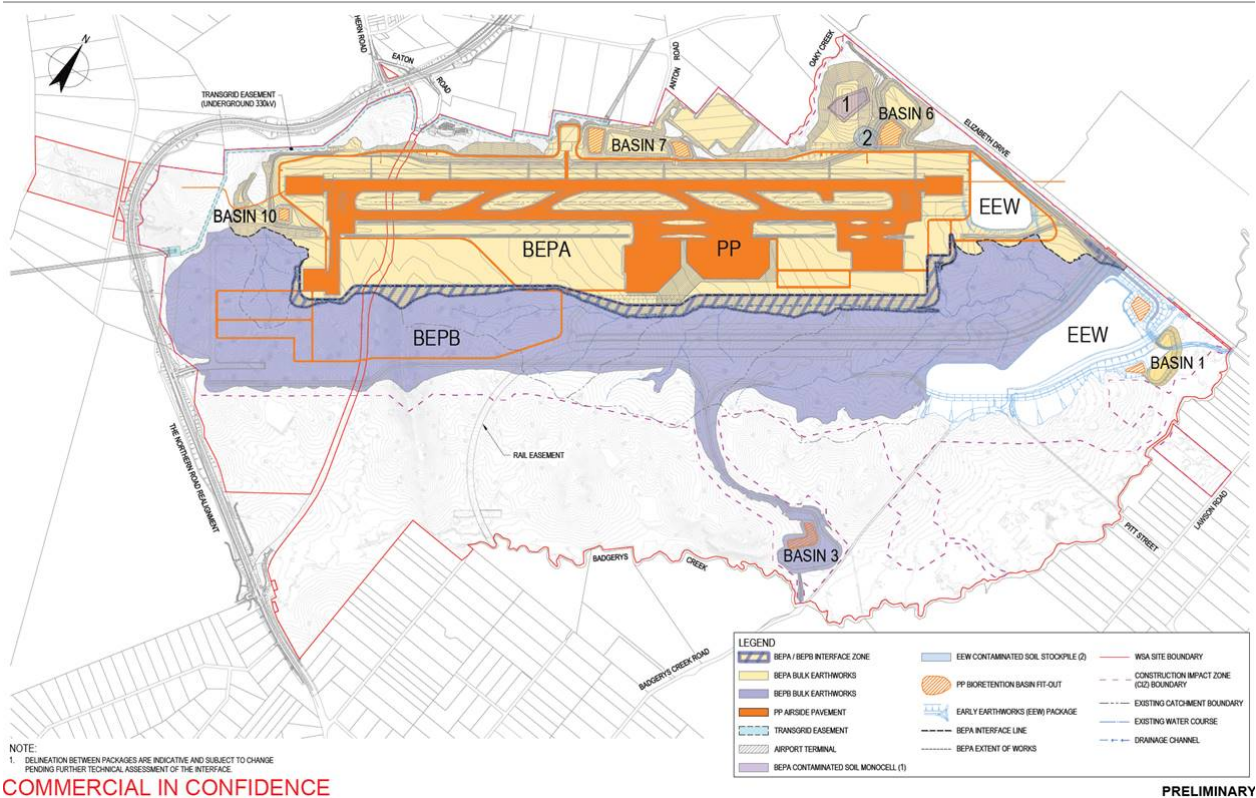 N
HERN ROAD
EATON
ROAD
ANTON ROAD
OAKY CREEK
TRANSGRID EASEMENT
(UNDERGROUND 330kV)
1
BASIN 6
2
ELIZABETH DRIVE
BASIN 7
BASIN 10
EEW
BEPA
PP
BEPB
EEW
BASIN 1
THE NORTHERN ROAD REALIGNMENT
RAIL EASEMENT
LAWSON ROAD
PITT STREET
BADGERYS
CREEK
BASIN 3
BADGERYS CREEK ROAD
LEGEND
BEPA / BEPB INTERFACE ZONE
BEPA BULK EARTHWORKS
BEPB BULK EARTHWORKS
PP AIRSIDE PAVEMENT
TRANSGRID EASEMENT
AIRPORT TERMINAL
BEPA CONTAMINATED SOIL MONOCELL (1)
EEW CONTAMINATED SOIL STOCKPILE (2)
PP BIORETENTION BASIN FIT-OUT
EARLY EARTHWORKS (EEW) PACKAGE
BEPA INTERFACE LINE
BEPA EXTENT OF WORKS
WSA SITE BOUNDARY
CONSTRUCTION IMPACT ZONE
(CIZ) BOUNDARY
EXISTING CATCHMENT BOUNDARY
EXISTING WATER COURSE
DRAINAGE CHANNEL
NOTE:
1. DELINEATION BETWEEN PACKAGES ARE INDICATIVE AND SUBJECT TO CHANGE
PENDING FURTHER TECHNICAL ASSESSMENT OF THE INTERFACE.
COMMERCIAL IN CONFIDENCE
PRELIMINARY